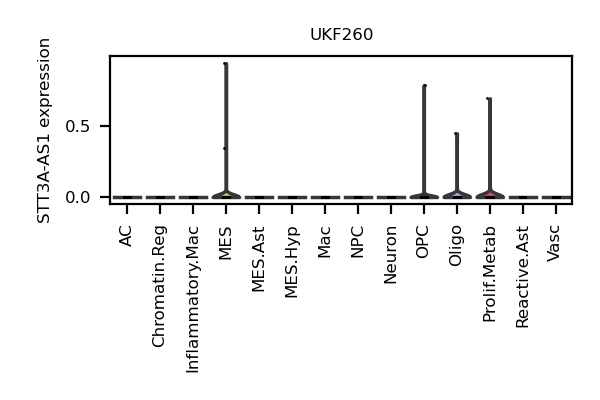 UKF260
STT3A-AS1 expression
0.5
0.0
AC
Chromatin.Reg
Inflammatory.Mac
MES
MES.Ast
MES.Hyp
Mac
NPC
Neuron
OPC
Oligo
Prolif.Metab
Reactive.Ast
Vasc